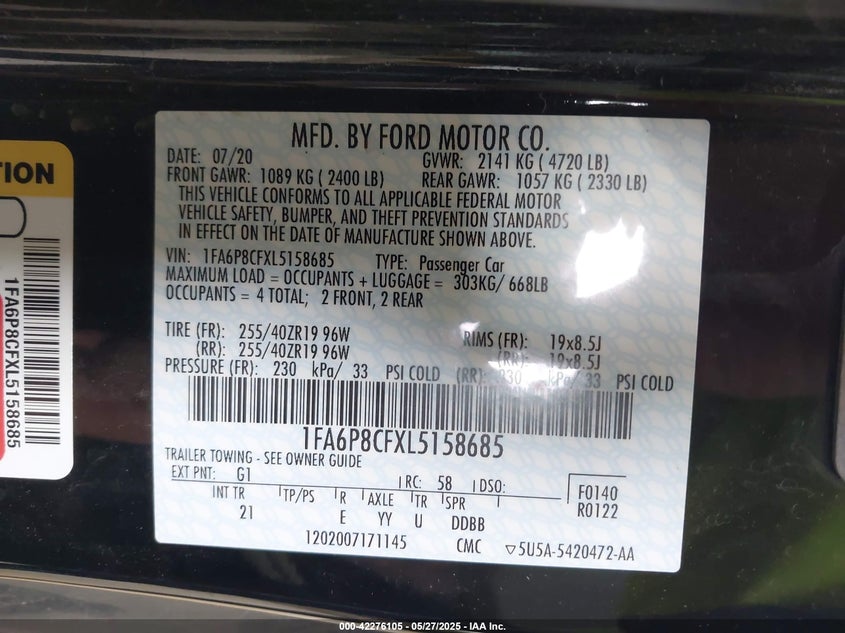 TION
1FA6P8CFXL5158685
MFD. BY FORD MOTOR CO.
DATE: 07/20 GVWR: 2141 KG ( 4720 LB)
FRONT GAWR: 1089 KG ( 2400 LB) REAR GAWR: 1057 KG ( 2330 LB)
THIS VEHICLE CONFORMS TO ALL APPLICABLE FEDERAL MOTOR
VEHICLE SAFETY, BUMPER, AND THEFT PREVENTION STANDARDS
IN EFFECT ON THE DATE OF MANUFACTURE SHOWN ABOVE.
VIN: 1FA6P8CFXL5158685 TYPE: Passenger Car
MAXIMUM LOAD = OCCUPANTS + LUGGAGE = 303KG/ 668LB
OCCUPANTS = 4 TOTAL; 2 FRONT, 2 REAR
TIRE (FR): 255/40ZR19 96W RIMS (FR): 19x8.5J
(RR): 255/40ZR19 96W (RR): 19x8.5J
PRESSURE (FR): 230 kPa/ 33 PSI COLD (RR): 230 kPa/ 33 PSI COLD
1FA6P8CFXL5158685
TRAILER TOWING - SEE OWNER GUIDE
EXT PNT: G1 RC: 58 DSO:
INT TR TP/PS R AXLE TR SPR
21 E YY U DDBB
F0140
R0122
1202007171145 CMC ▽5U5A-5420472-AA
000-42276105 — 05/27/2025 — IAA Inc.